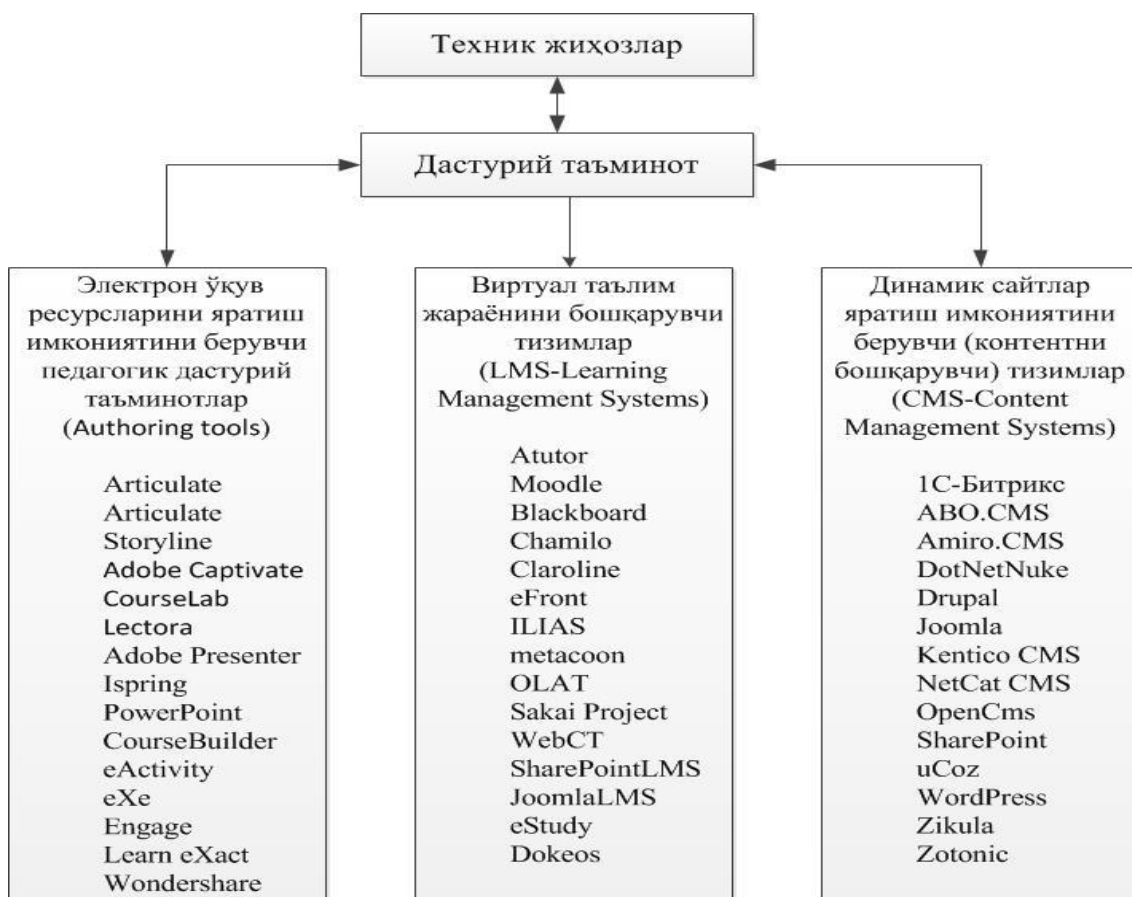 Техник жиҳозлар
Дастурий таъминот
Электрон ўқув
ресурсларини яратиш
имкониятини берувчи
педагогик дастурий
таъминотлар
(Authoring tools)
Articulate
Articulate
Storyline
Adobe Captivate
CourseLab
Lectora
Adobe Presenter
Ispring
PowerPoint
CourseBuilder
eActivity
eXe
Engage
Learn eXact
Wondershare
Виртуал таълим
жараёнини бошқарувчи
тизимлар
(LMS-Learning
Management Systems)
Atutor
Moodle
Blackboard
Chamilo
Claroline
eFront
ILIAS
metacoon
OLAT
Sakai Project
WebCT
SharePointLMS
JoomlaLMS
eStudy
Dokeos
Динамик сайтлар
яратиш имкониятини
берувчи (контентни
бошқарувчи) тизимлар
(CMS-Content
Management Systems)
1С-Битрикс
ABO.CMS
Amiro.CMS
DotNetNuke
Drupal
Joomla
Kentico CMS
NetCat CMS
OpenCms
SharePoint
uCoz
WordPress
Zikula
Zotonic